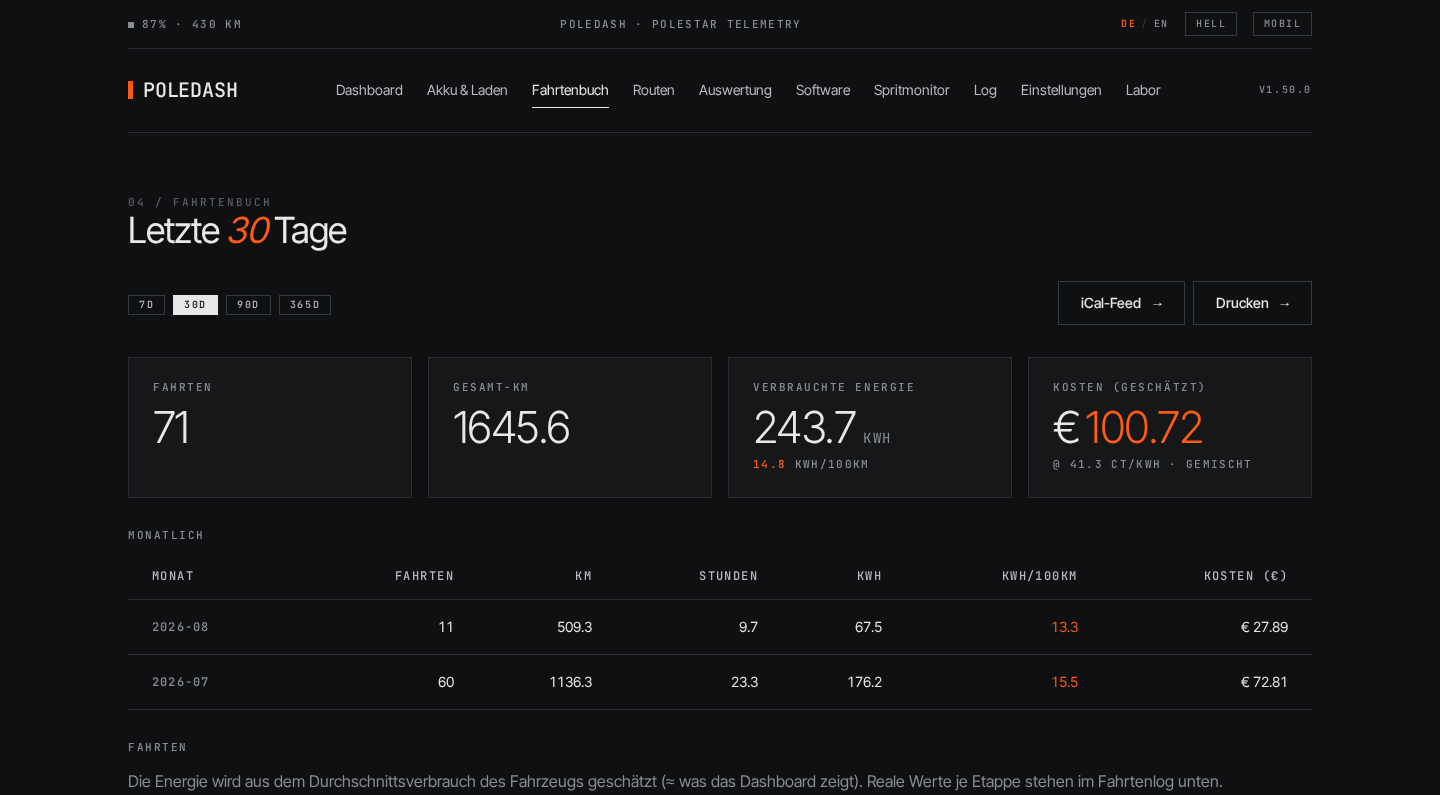 87% · 430 KM
POLEDASH · POLESTAR TELEMETRY
DE / EN
HELL
MOBIL
POLEDASH
Dashboard
Akku & Laden
Fahrtenbuch
Routen
Auswertung
Software
Spritmonitor
Log
Einstellungen
Labor
V1.50.0
04 / FAHRTENBUCH
Letzte 30 Tage
7D
30D
90D
365D
iCal-Feed →
Drucken →
FAHRTEN
71
GESAMT-KM
1645.6
VERBRAUCHTE ENERGIE
243.7 KWH
14.8 KWH/100KM
KOSTEN (GESCHÄTZT)
€ 100.72
@ 41.3 CT/KWH · GEMISCHT
MONATLICH
MONAT FAHRTEN KM STUNDEN KWH KWH/100KM KOSTEN (€)
2026-08 11 509.3 9.7 67.5 13.3 € 27.89
2026-07 60 1136.3 23.3 176.2 15.5 € 72.81
FAHRTEN
Die Energie wird aus dem Durchschnittsverbrauch des Fahrzeugs geschätzt (≈ was das Dashboard zeigt). Reale Werte je Etappe stehen im Fahrtenlog unten.